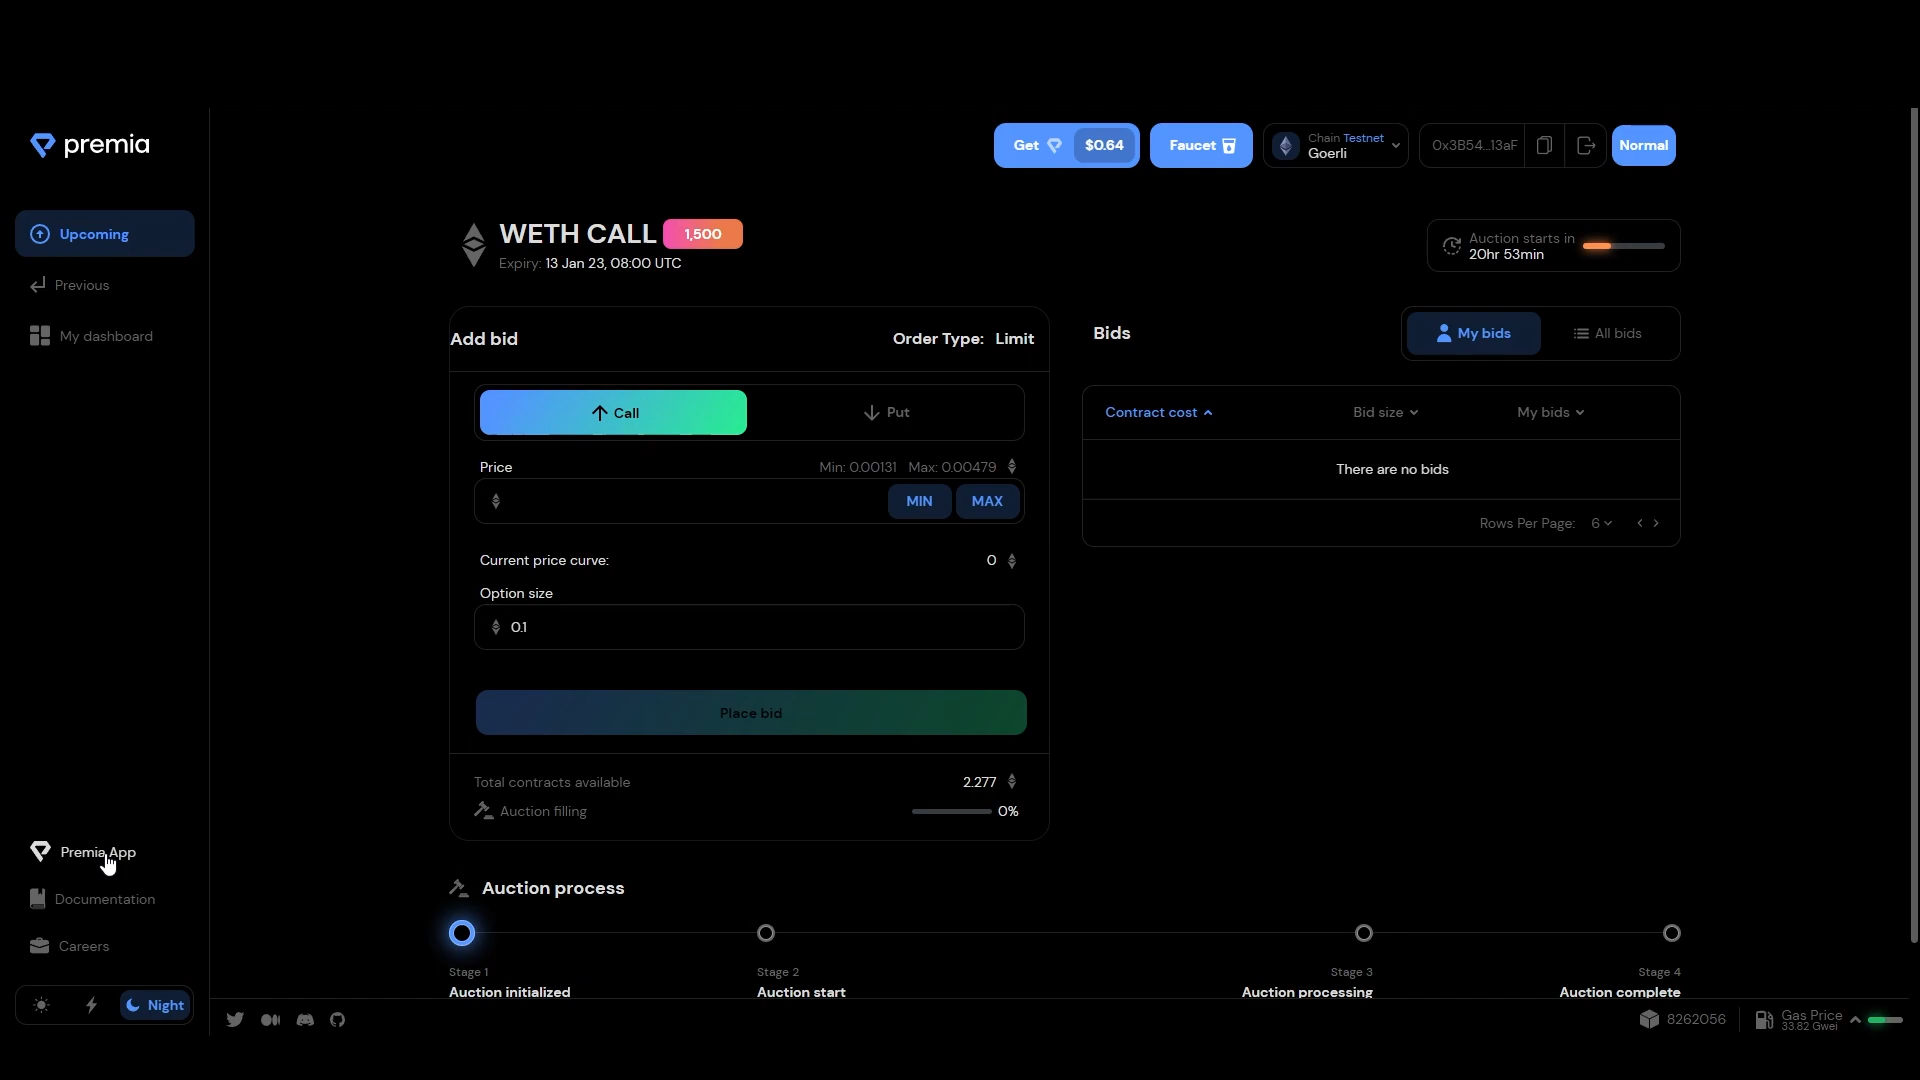 premia
Get $0.64
Faucet
Chain Testnet
Goerli
0x3B54...13aF
Normal
Upcoming
Previous
My dashboard
WETH CALL 1,500
Expiry: 13 Jan 23, 08:00 UTC
Auction starts in
20hr 53min
Add bid
Order Type: Limit
Call
Put
Price
Min: 0.00131 Max: 0.00479
MIN
MAX
Current price curve:
0
Option size
0.1
Place bid
Total contracts available
2.277
Auction filling
0%
Bids
My bids
All bids
Contract cost
Bid size
My bids
There are no bids
Rows Per Page: 6
Auction process
Stage 1
Auction initialized
Stage 2
Auction start
Stage 3
Auction processing
Stage 4
Auction complete
Premia App
Documentation
Careers
Night
8262056
Gas Price
33.82 Gwei